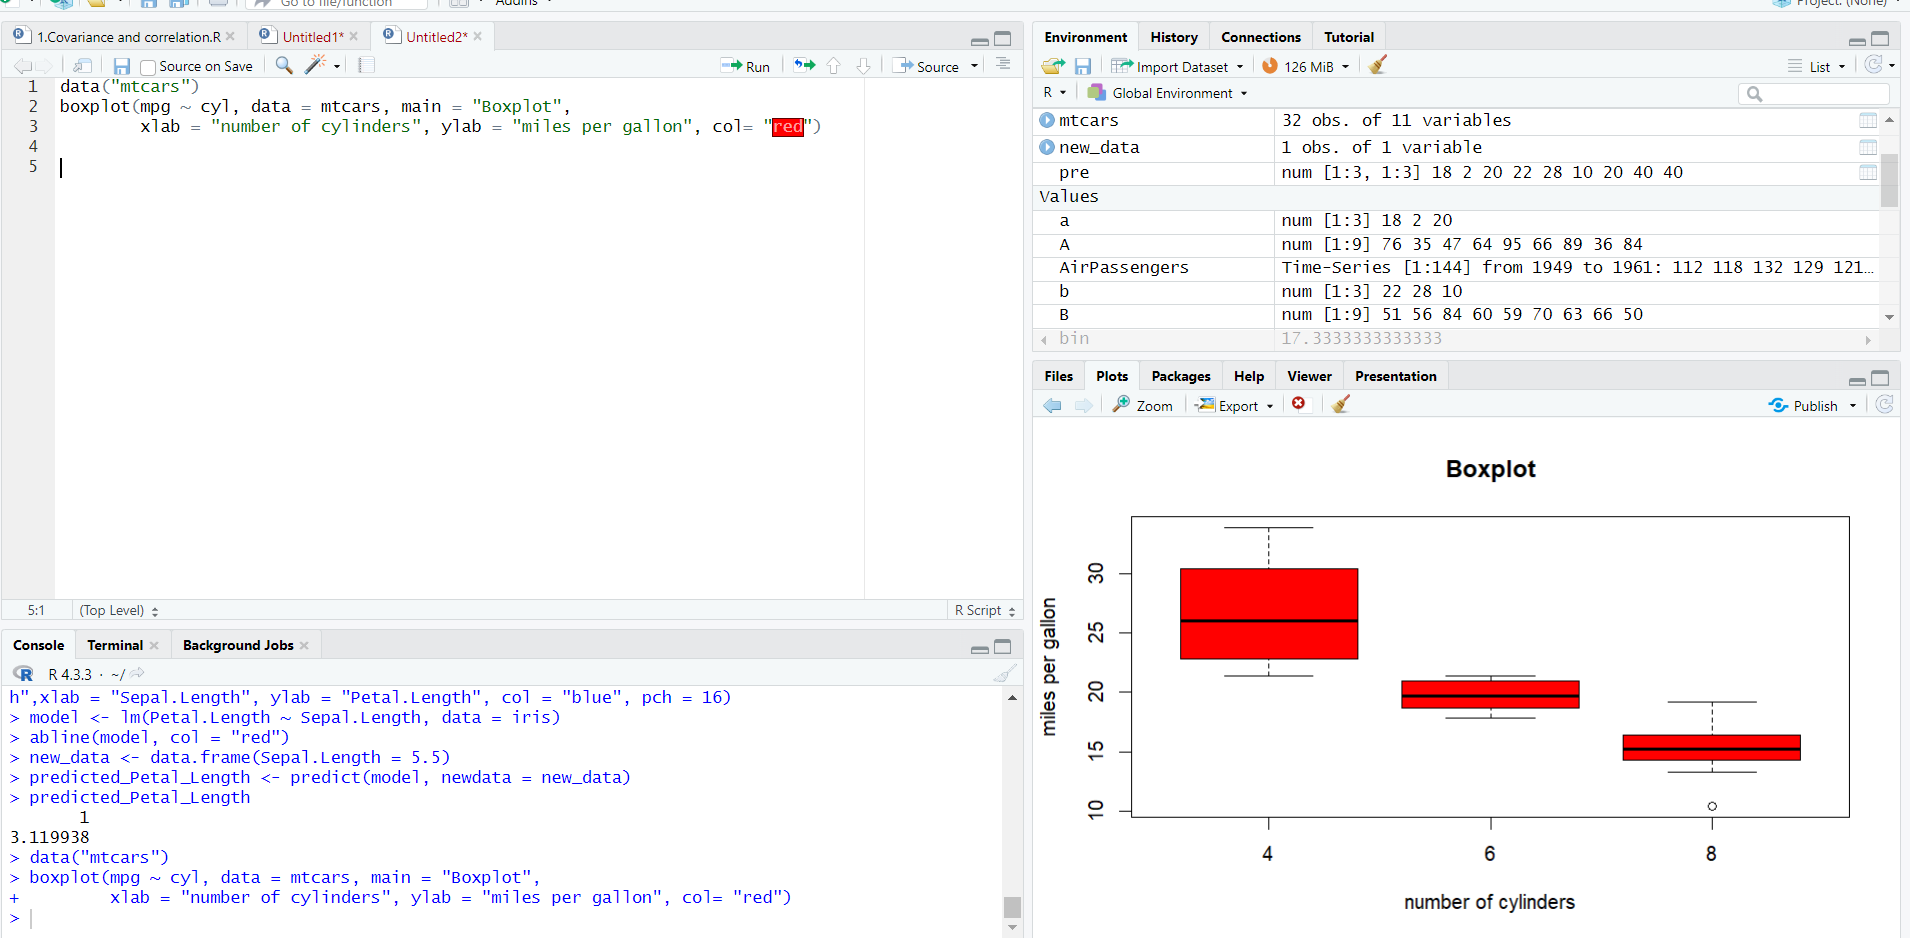 Go to file/function
Addins
Project: (None)
1.Covariance and correlation.R
Untitled1*
Untitled2*
Source on Save
Run
Source
1 data("mtcars")
2 boxplot(mpg ~ cyl, data = mtcars, main = "Boxplot",
3 xlab = "number of cylinders", ylab = "miles per gallon", col= "red")
4
5
5:1
(Top Level)
R Script
Console
Terminal
Background Jobs
R 4.3.3 · ~/
h",xlab = "Sepal.Length", ylab = "Petal.Length", col = "blue", pch = 16)
> model <- lm(Petal.Length ~ Sepal.Length, data = iris)
> abline(model, col = "red")
> new_data <- data.frame(Sepal.Length = 5.5)
> predicted_Petal_Length <- predict(model, newdata = new_data)
> predicted_Petal_Length
1
3.119938
> data("mtcars")
> boxplot(mpg ~ cyl, data = mtcars, main = "Boxplot",
+ xlab = "number of cylinders", ylab = "miles per gallon", col= "red")
>
Environment
History
Connections
Tutorial
Import Dataset
126 MiB
List
R
Global Environment
mtcars 32 obs. of 11 variables
new_data 1 obs. of 1 variable
pre num [1:3, 1:3] 18 2 20 22 28 10 20 40 40
Values
a num [1:3] 18 2 20
A num [1:9] 76 35 47 64 95 66 89 36 84
AirPassengers Time-Series [1:144] from 1949 to 1961: 112 118 132 129 121…
b num [1:3] 22 28 10
B num [1:9] 51 56 84 60 59 70 63 66 50
bin 17.3333333333333
Files
Plots
Packages
Help
Viewer
Presentation
Zoom
Export
Publish
Boxplot
miles per gallon
30
25
20
15
10
4
6
8
number of cylinders